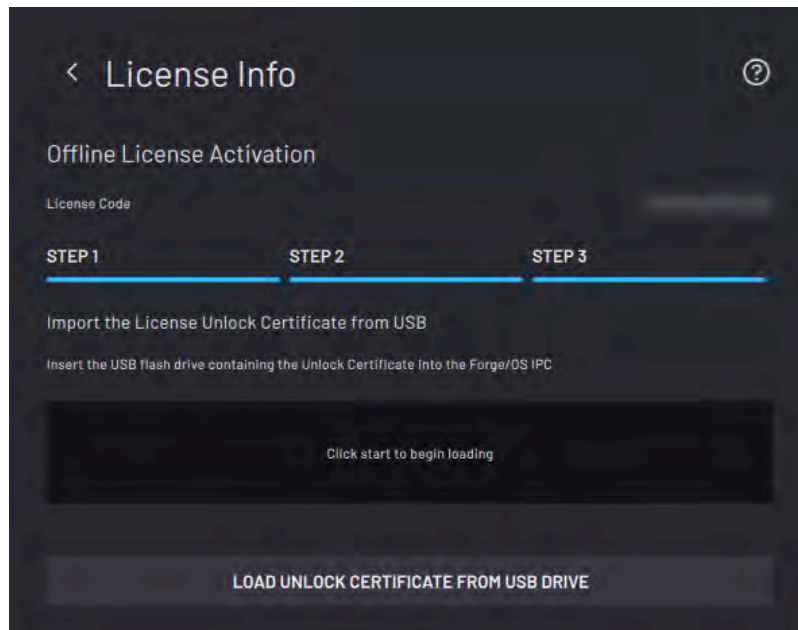 < License Info
Offline License Activation
License Code
STEP 1 STEP 2 STEP 3
Import the License Unlock Certificate from USB
Insert the USB flash drive containing the Unlock Certificate into the Forge/OS IPC
Click start to begin loading
LOAD UNLOCK CERTIFICATE FROM USB DRIVE